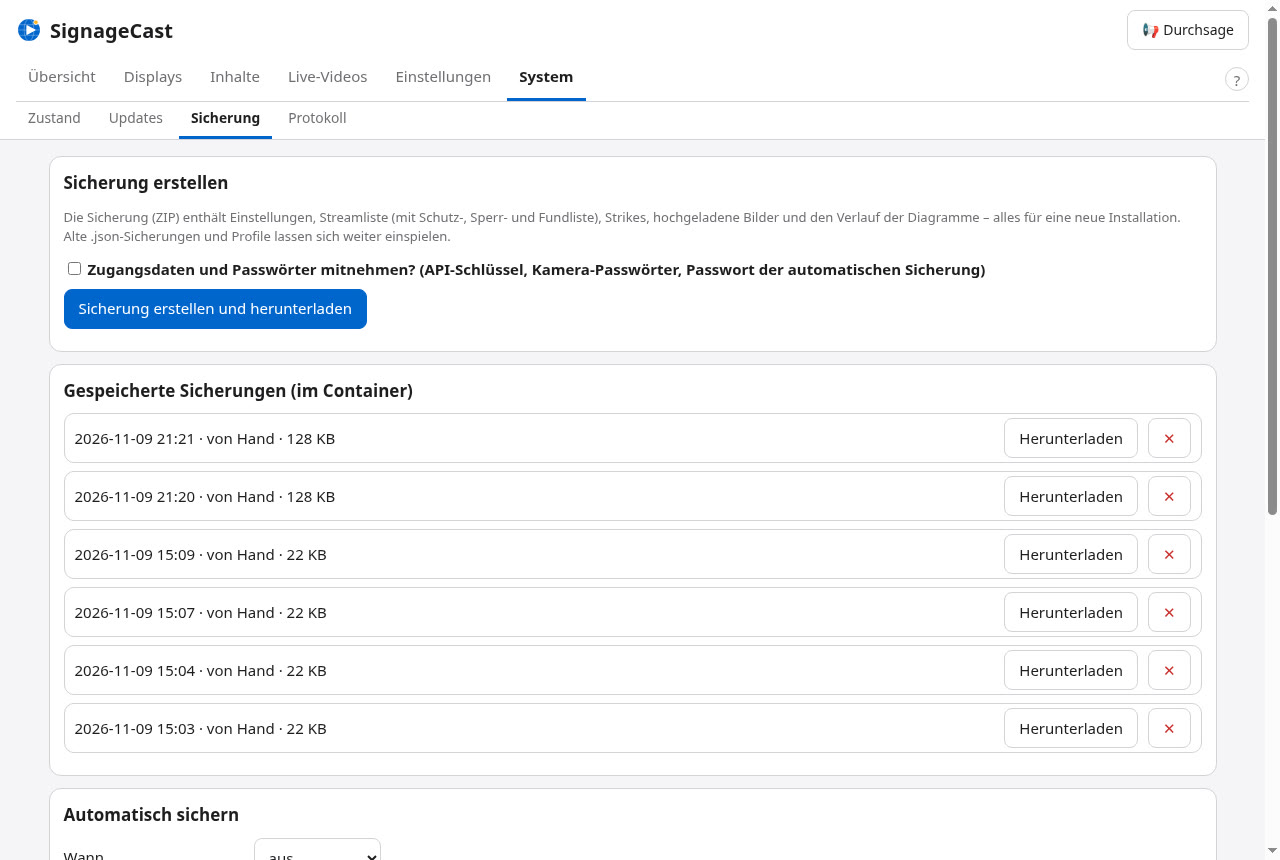 SignageCast
Durchsage
Übersicht Displays Inhalte Live-Videos Einstellungen System ?
Zustand Updates Sicherung Protokoll
Sicherung erstellen
Die Sicherung (ZIP) enthält Einstellungen, Streamliste (mit Schutz-, Sperr- und Fundliste), Strikes, hochgeladene Bilder und den Verlauf der Diagramme – alles für eine neue Installation.
Alte .json-Sicherungen und Profile lassen sich weiter einspielen.
Zugangsdaten und Passwörter mitnehmen? (API-Schlüssel, Kamera-Passwörter, Passwort der automatischen Sicherung)
Sicherung erstellen und herunterladen
Gespeicherte Sicherungen (im Container)
2026-11-09 21:21 · von Hand · 128 KB Herunterladen ✕
2026-11-09 21:20 · von Hand · 128 KB Herunterladen ✕
2026-11-09 15:09 · von Hand · 22 KB Herunterladen ✕
2026-11-09 15:07 · von Hand · 22 KB Herunterladen ✕
2026-11-09 15:04 · von Hand · 22 KB Herunterladen ✕
2026-11-09 15:03 · von Hand · 22 KB Herunterladen ✕
Automatisch sichern
Wann aus